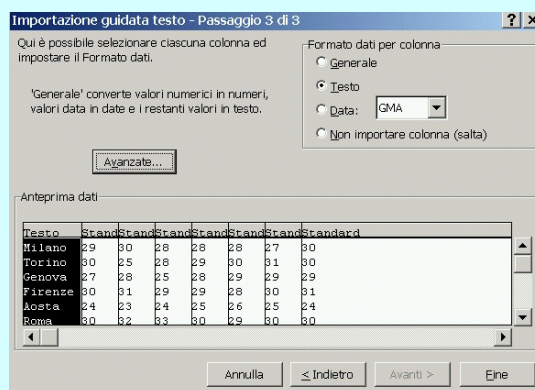 Importazione guidata testo - Passaggio 3 di 3
Qui è possibile selezionare ciascuna colonna ed
impostare il Formato dati.
'Generale' converte valori numerici in numeri,
valori data in date e i restanti valori in testo.
Avanzate...
Formato dati per colonna
Generale
Testo
Data: GMA
Non importare colonna (salta)
Anteprima dati
Testo StandStandStandStandStandStandStandard
Milano 29 30 28 28 28 27 30
Torino 30 25 28 29 30 31 30
Genova 27 28 25 28 29 29 29
Firenze 30 31 29 29 28 30 31
Aosta 24 23 24 25 26 25 24
Roma 30 32 33 30 29 30 30
Annulla < Indietro Avanti > Fine